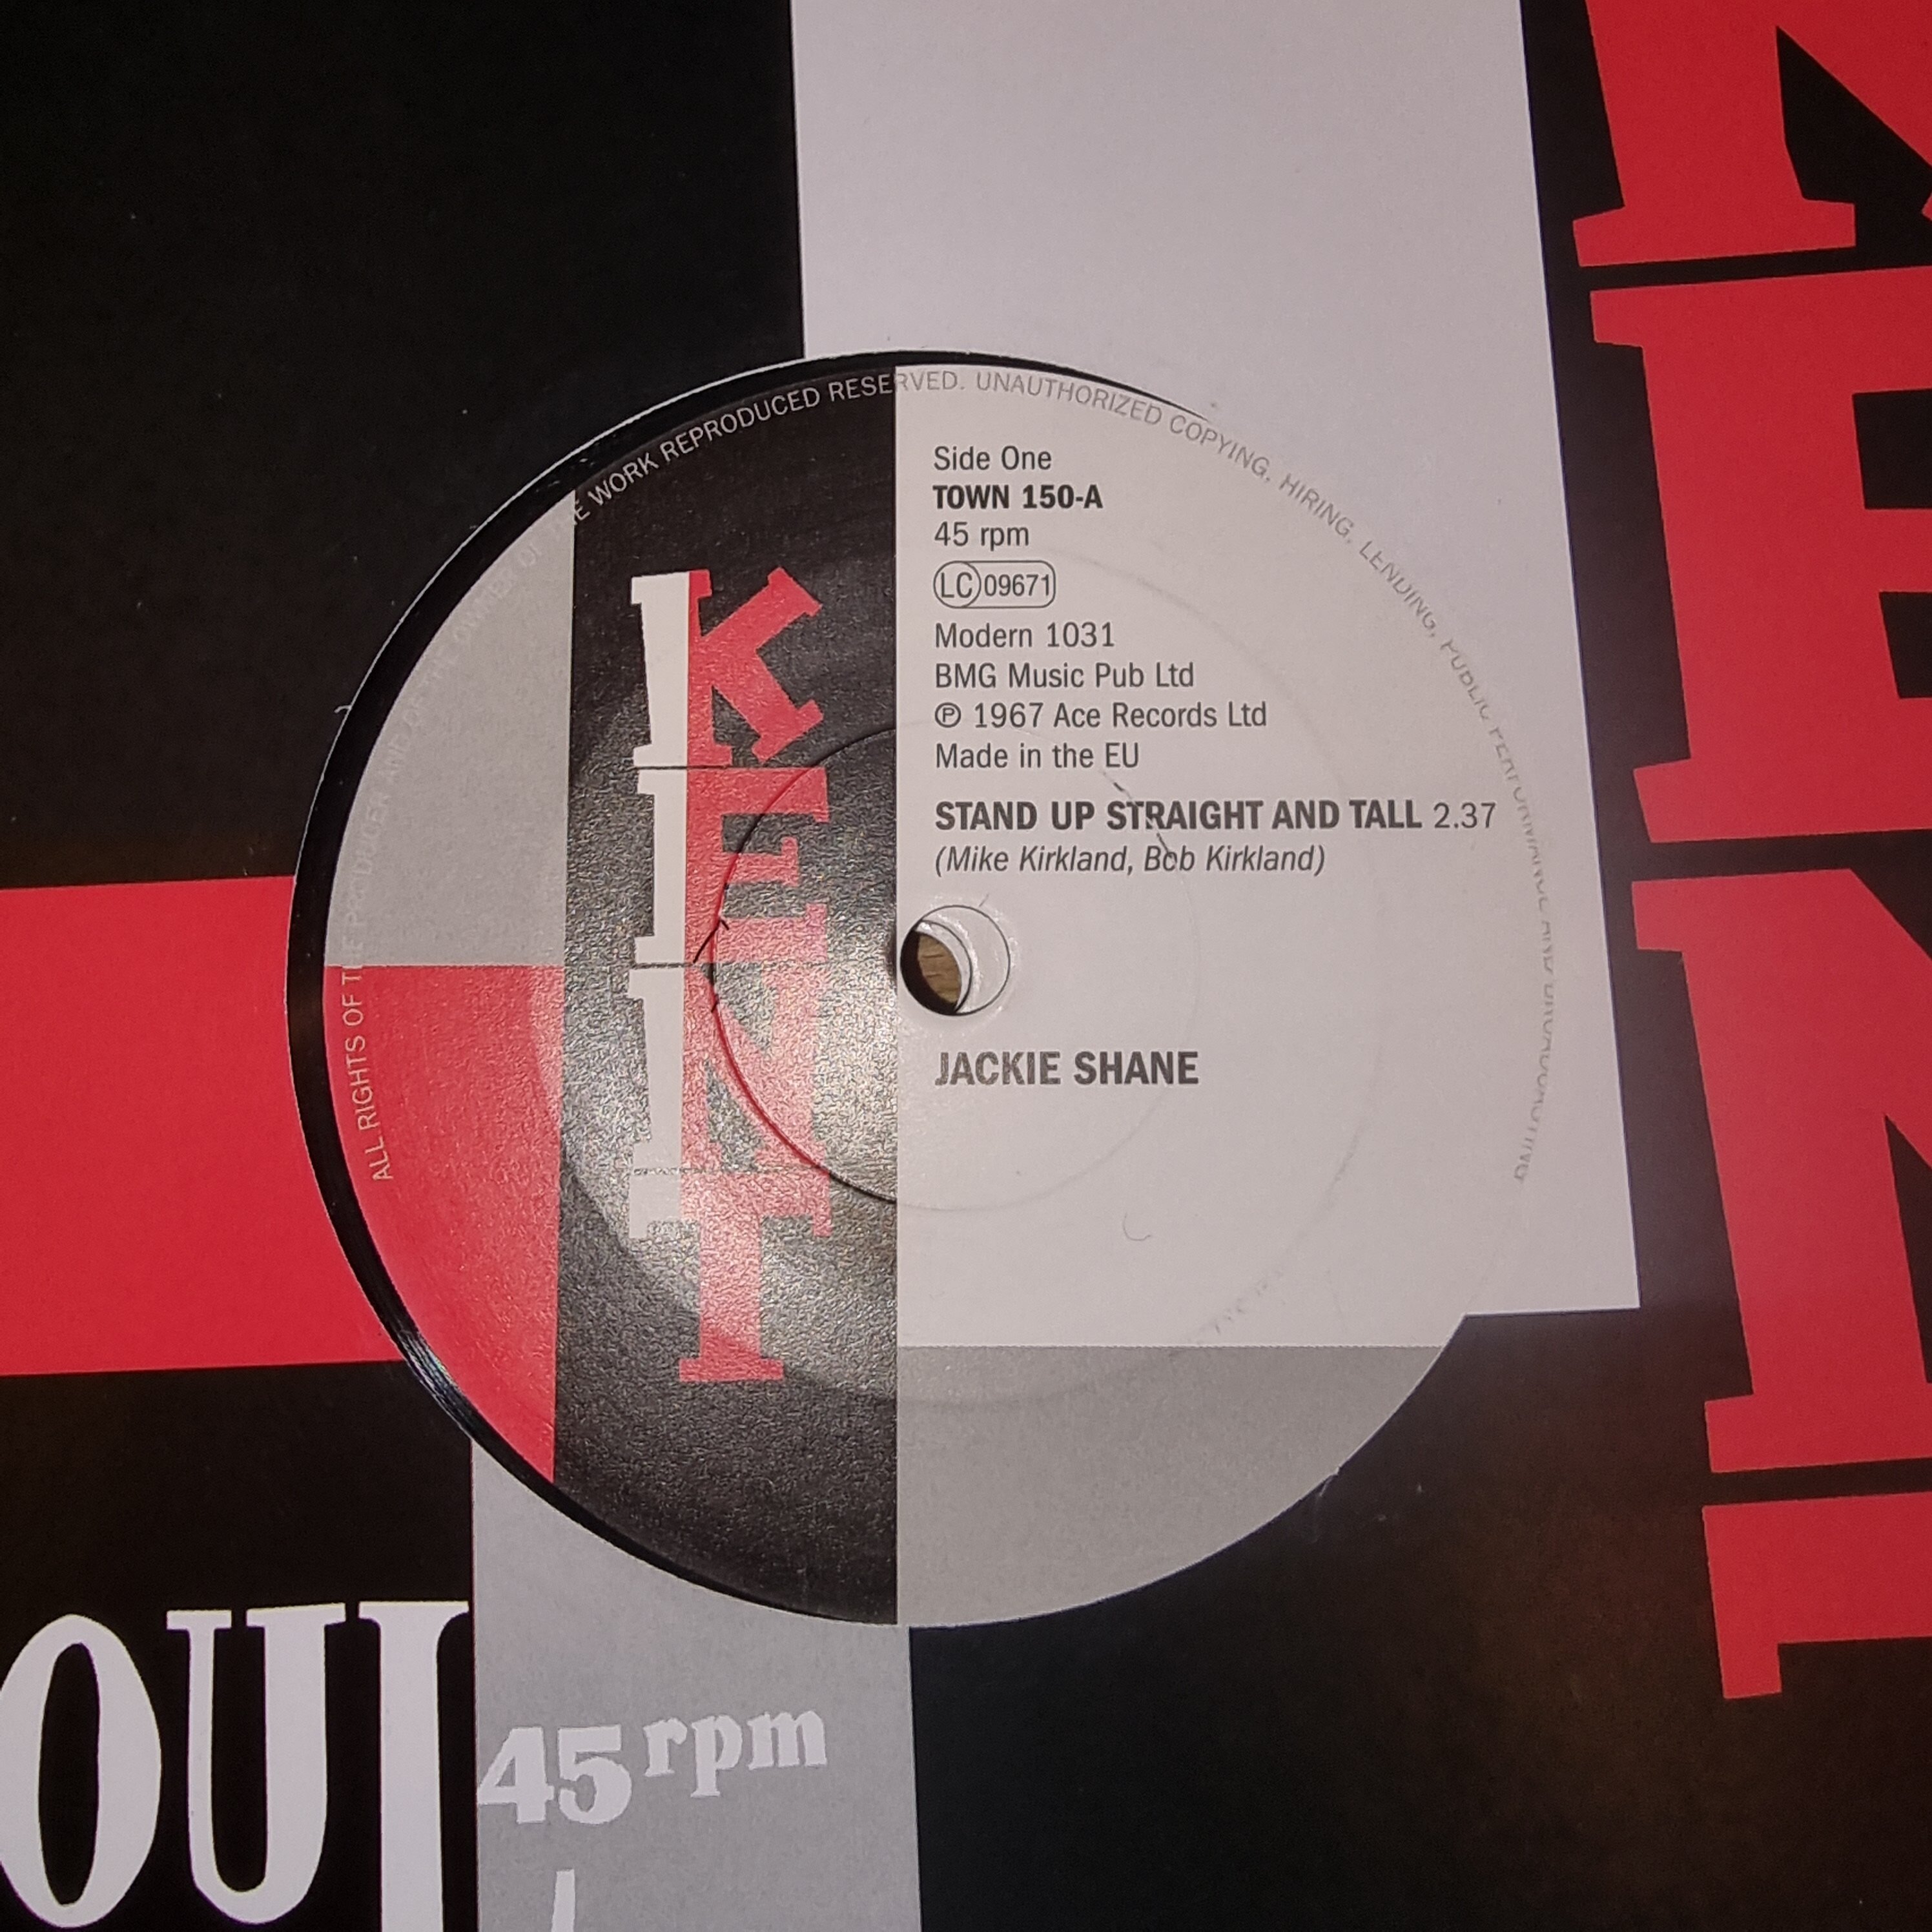 ALL RIGHTS OF THE PRODUCER AND OF THE OWNER OF THE WORK REPRODUCED RESERVED. UNAUTHORIZED COPYING, HIRING, LENDING, PUBLIC PERFORMANCE AND BROADCASTING
KENT
Side One
TOWN 150-A
45 rpm
LC 09671
Modern 1031
BMG Music Pub Ltd
℗ 1967 Ace Records Ltd
Made in the EU
STAND UP STRAIGHT AND TALL 2.37
(Mike Kirkland, Bob Kirkland)
JACKIE SHANE
KENT
45 rpm